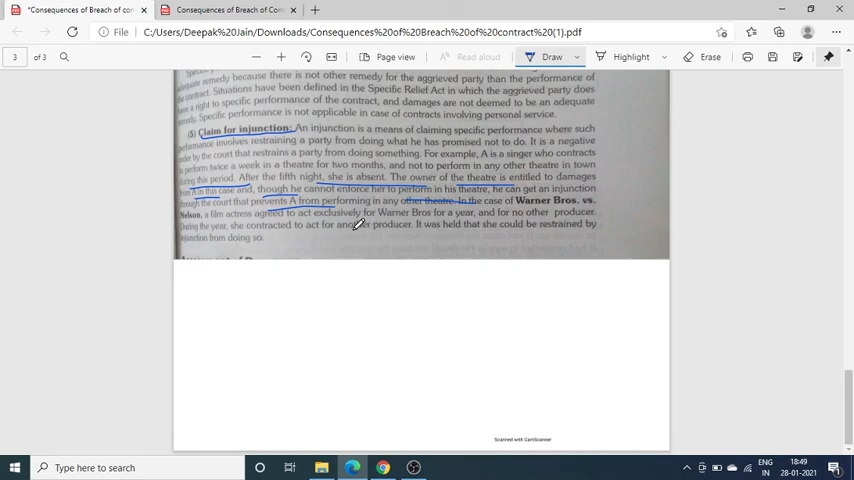 *Consequences of Breach of cor
Consequences of Breach of Cont
File
C:/Users/Deepak%20Jain/Downloads/Consequences%20of%20Breach%20of%20contract%20(1).pdf
3 of 3
Page view
Read aloud
Draw
Highlight
Erase
adequate remedy because there is not other remedy for the aggrieved party than the performance of
the contract. Situations have been defined in the Specific Relief Act in which the aggrieved party does
have a right to specific performance of the contract, and damages are not deemed to be an adequate
remedy. Specific performance is not applicable in case of contracts involving personal service.
(5) Claim for injunction: An injunction is a means of claiming specific performance where such
performance involves restraining a party from doing what he has promised not to do. It is a negative
order by the court that restrains a party from doing something. For example, A is a singer who contracts
to perform twice a week in a theatre for two months, and not to perform in any other theatre in town
during this period. After the fifth night, she is absent. The owner of the theatre is entitled to damages
from A in this case and, though he cannot enforce her to perform in his theatre, he can get an injunction
through the court that prevents A from performing in any other theatre. In the case of Warner Bros. vs.
Nelson, a film actress agreed to act exclusively for Warner Bros for a year, and for no other producer.
During the year, she contracted to act for another producer. It was held that she could be restrained by
injunction from doing so.
Scanned with CamScanner
Type here to search
ENG
IN
18:49
28-01-2021